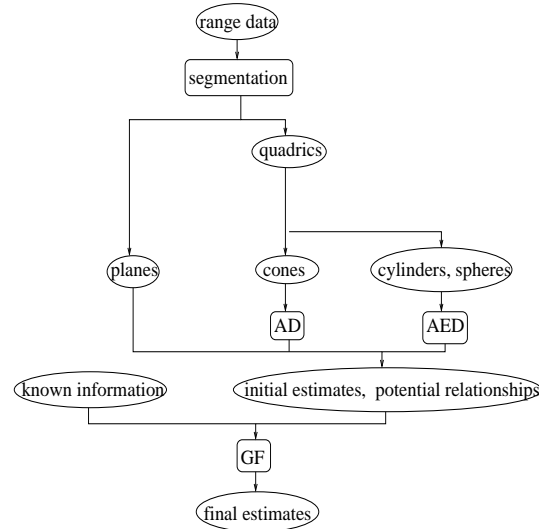 range data
segmentation
quadrics
planes
cones
cylinders, spheres
AD
AED
known information
initial estimates, potential relationships
GF
final estimates